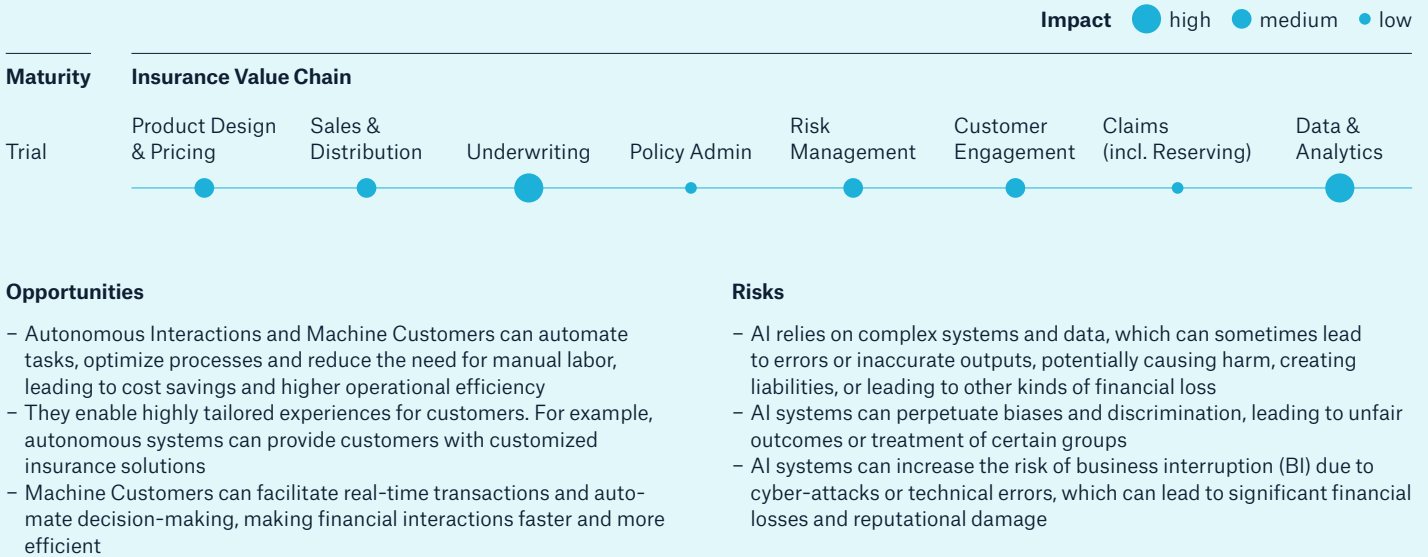 Impact high medium low
Maturity Insurance Value Chain
Trial
Product Design
& Pricing
Sales &
Distribution
Underwriting
Policy Admin
Risk
Management
Customer
Engagement
Claims
(incl. Reserving)
Data &
Analytics
Opportunities
– Autonomous Interactions and Machine Customers can automate
tasks, optimize processes and reduce the need for manual labor,
leading to cost savings and higher operational efficiency
– They enable highly tailored experiences for customers. For example,
autonomous systems can provide customers with customized
insurance solutions
– Machine Customers can facilitate real-time transactions and auto-
mate decision-making, making financial interactions faster and more
efficient
Risks
– AI relies on complex systems and data, which can sometimes lead
to errors or inaccurate outputs, potentially causing harm, creating
liabilities, or leading to other kinds of financial loss
– AI systems can perpetuate biases and discrimination, leading to unfair
outcomes or treatment of certain groups
– AI systems can increase the risk of business interruption (BI) due to
cyber-attacks or technical errors, which can lead to significant financial
losses and reputational damage